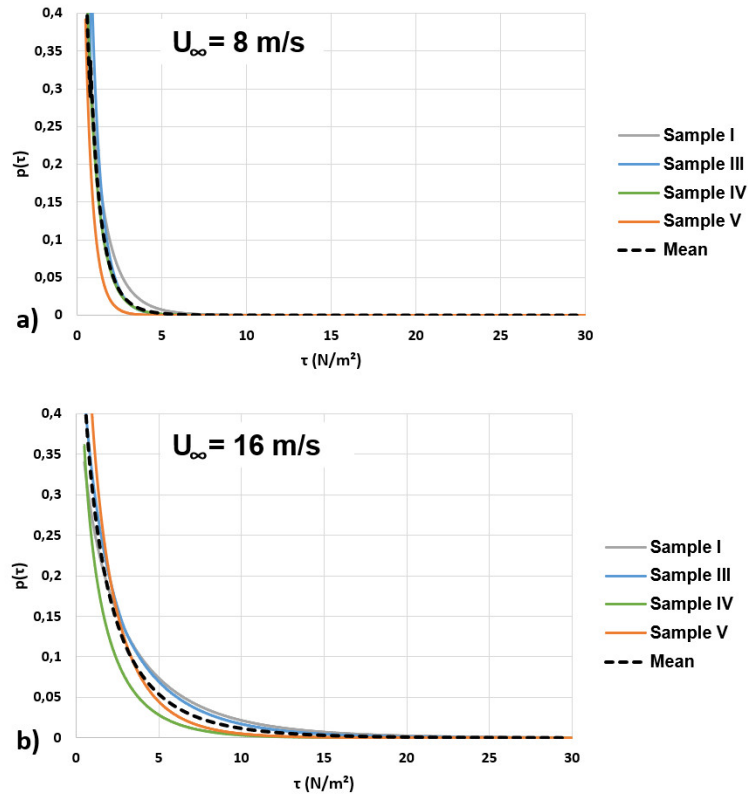 U∞= 8 m/s
0,4
0,35
0,3
0,25
0,2
0,15
0,1
0,05
0
p(τ)
0 5 10 15 20 25 30
τ (N/m²)
a)
Sample I
Sample III
Sample IV
Sample V
Mean
U∞= 16 m/s
0,4
0,35
0,3
0,25
0,2
0,15
0,1
0,05
0
p(τ)
0 5 10 15 20 25 30
τ (N/m²)
b)
Sample I
Sample III
Sample IV
Sample V
Mean